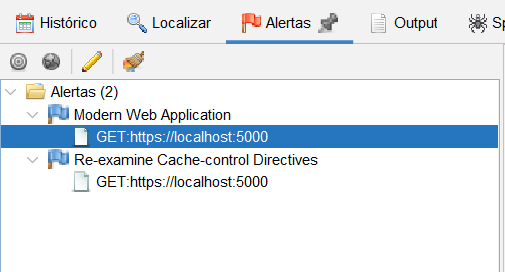 Histórico Localizar Alertas Output Sp
Alertas (2)
Modern Web Application
GET:https://localhost:5000
Re-examine Cache-control Directives
GET:https://localhost:5000